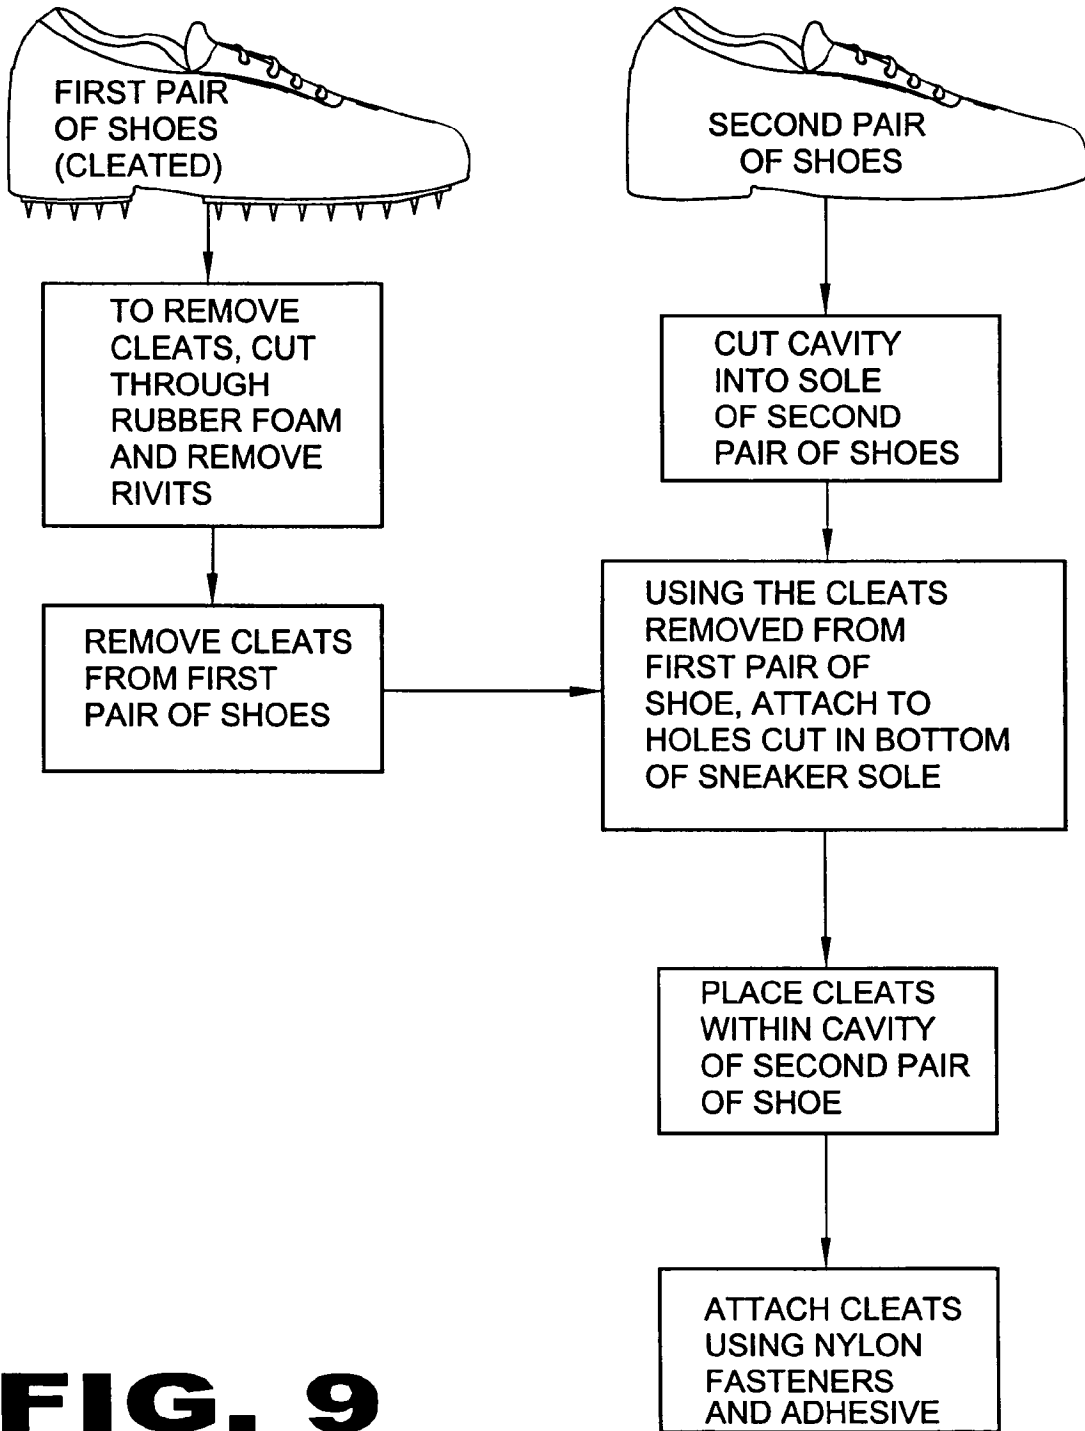 FIRST PAIR
OF SHOES
(CLEATED)
SECOND PAIR
OF SHOES
TO REMOVE
CLEATS, CUT
THROUGH
RUBBER FOAM
AND REMOVE
RIVITS
CUT CAVITY
INTO SOLE
OF SECOND
PAIR OF SHOES
REMOVE CLEATS
FROM FIRST
PAIR OF SHOES
USING THE CLEATS
REMOVED FROM
FIRST PAIR OF
SHOE, ATTACH TO
HOLES CUT IN BOTTOM
OF SNEAKER SOLE
PLACE CLEATS
WITHIN CAVITY
OF SECOND PAIR
OF SHOE
ATTACH CLEATS
USING NYLON
FASTENERS
AND ADHESIVE
FIG. 9